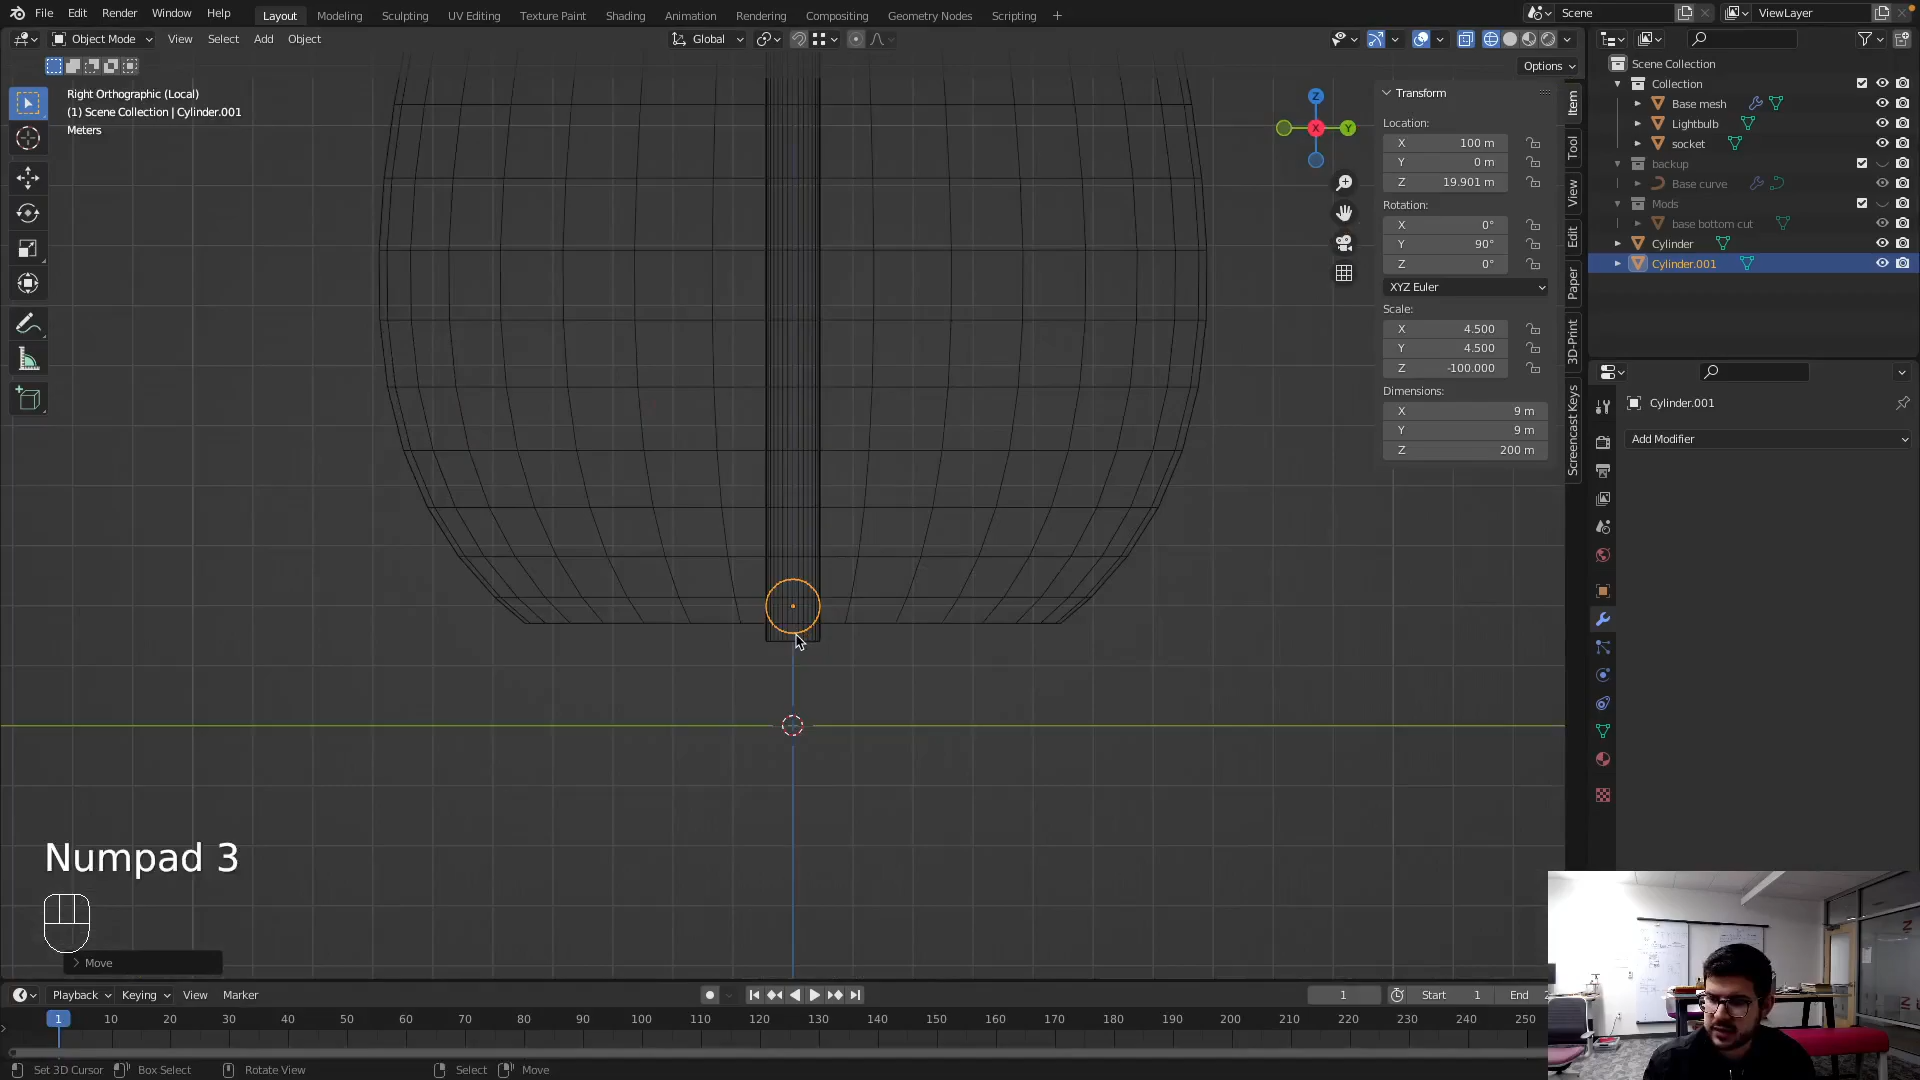 File Edit Render Window Help
Layout Modeling Sculpting UV Editing Texture Paint Shading Animation Rendering Compositing Geometry Nodes Scripting +
Scene
ViewLayer
Object Mode View Select Add Object
Global
Options
Right Orthographic (Local)
(1) Scene Collection | Cylinder.001
Meters
Z
Y
X
Transform
Location:
X 100 m
Y 0 m
Z 19.901 m
Rotation:
X 0°
Y 90°
Z 0°
XYZ Euler
Scale:
X 4.500
Y 4.500
Z -100.000
Dimensions:
X 9 m
Y 9 m
Z 200 m
Item
Tool
View
Edit
Paper
3D-Print
Screencast Keys
Scene Collection
Collection
Base mesh
Lightbulb
socket
backup
Base curve
Mods
base bottom cut
Cylinder
Cylinder.001
Cylinder.001
Add Modifier
Numpad 3
Move
Playback Keying View Marker
1
Start 1
End 2
1 10 20 30 40 50 60 70 80 90 100 110 120 130 140 150 160 170 180 190 200 210 220 230 240 250
Set 3D Cursor Box Select Rotate View Select Move